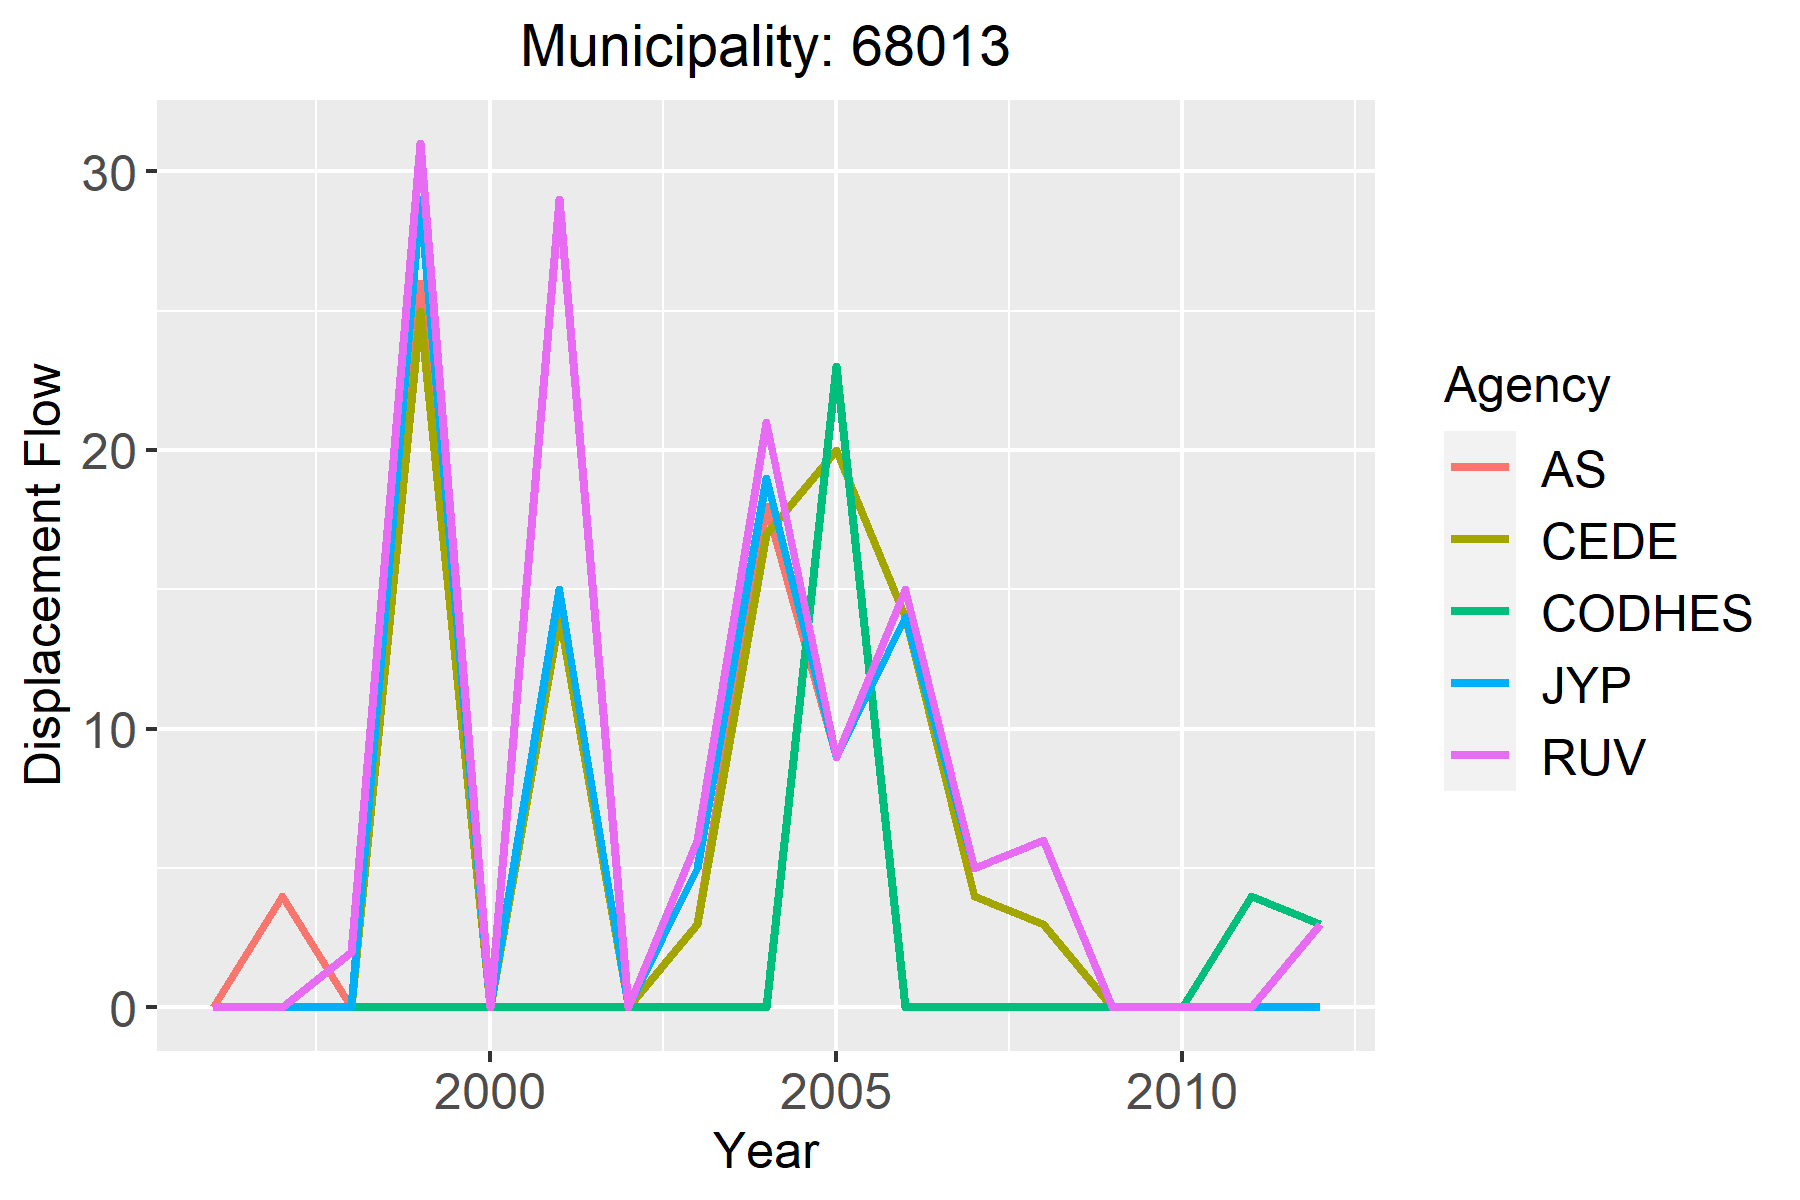 Municipality: 68013
Displacement Flow
30
20
10
0
2000 2005 2010
Year
Agency
AS
CEDE
CODHES
JYP
RUV